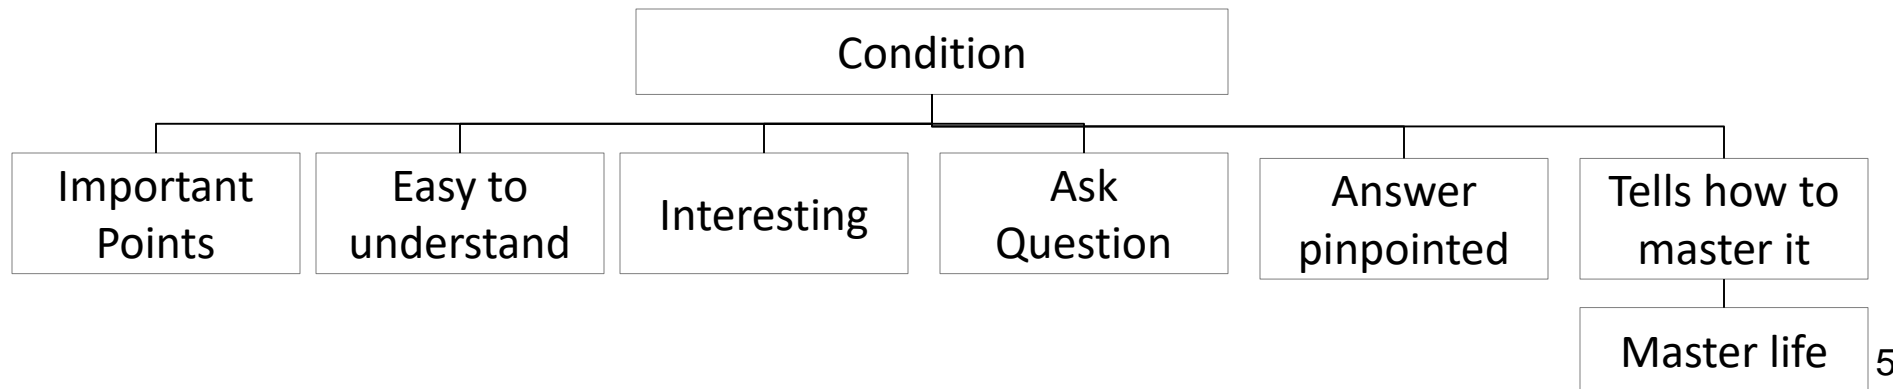 Condition
Important
Points
Easy to
understand
Interesting
Ask
Question
Answer
pinpointed
Tells how to
master it
Master life
5